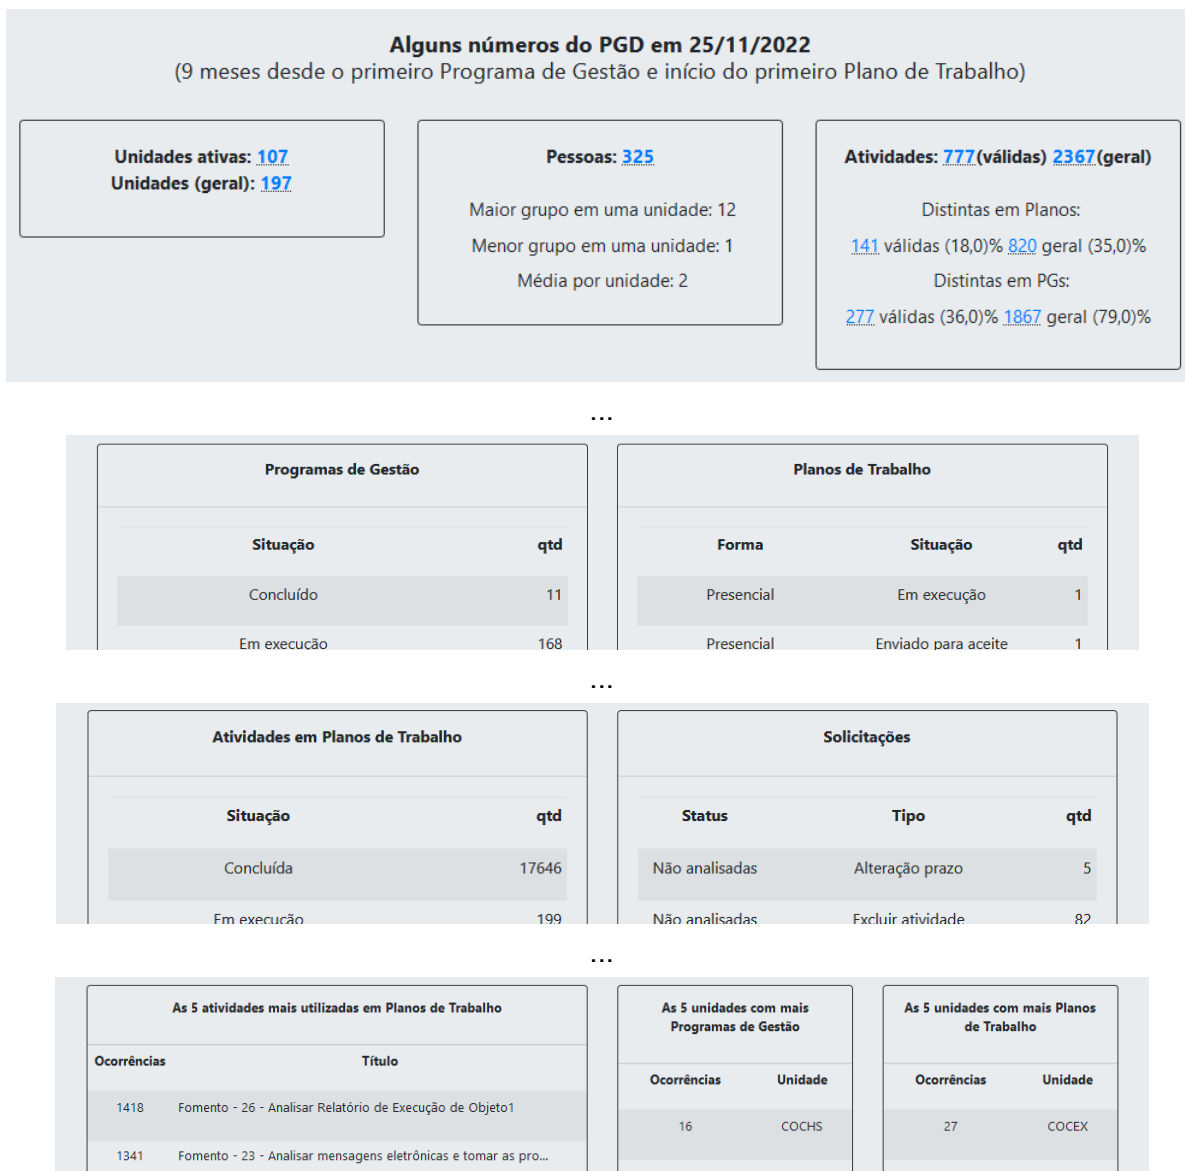 Alguns números do PGD em 25/11/2022
(9 meses desde o primeiro Programa de Gestão e início do primeiro Plano de Trabalho)
Unidades ativas: 107
Unidades (geral): 197
Pessoas: 325
Maior grupo em uma unidade: 12
Menor grupo em uma unidade: 1
Média por unidade: 2
Atividades: 777(válidas) 2367(geral)
Distintas em Planos:
141 válidas (18,0)% 820 geral (35,0)%
Distintas em PGs:
277 válidas (36,0)% 1867 geral (79,0)%
...
Programas de Gestão
Situação qtd
Concluído 11
Em execução 168
Planos de Trabalho
Forma Situação qtd
Presencial Em execução 1
Presencial Enviado para aceite 1
...
Atividades em Planos de Trabalho
Situação qtd
Concluída 17646
Em execução 199
Solicitações
Status Tipo qtd
Não analisadas Alteração prazo 5
Não analisadas Excluir atividade 82
...
As 5 atividades mais utilizadas em Planos de Trabalho
Ocorrências Título
1418 Fomento - 26 - Analisar Relatório de Execução de Objeto1
1341 Fomento - 23 - Analisar mensagens eletrônicas e tomar as pro...
As 5 unidades com mais
Programas de Gestão
Ocorrências Unidade
16 COCHS
As 5 unidades com mais Planos
de Trabalho
Ocorrências Unidade
27 COCEX